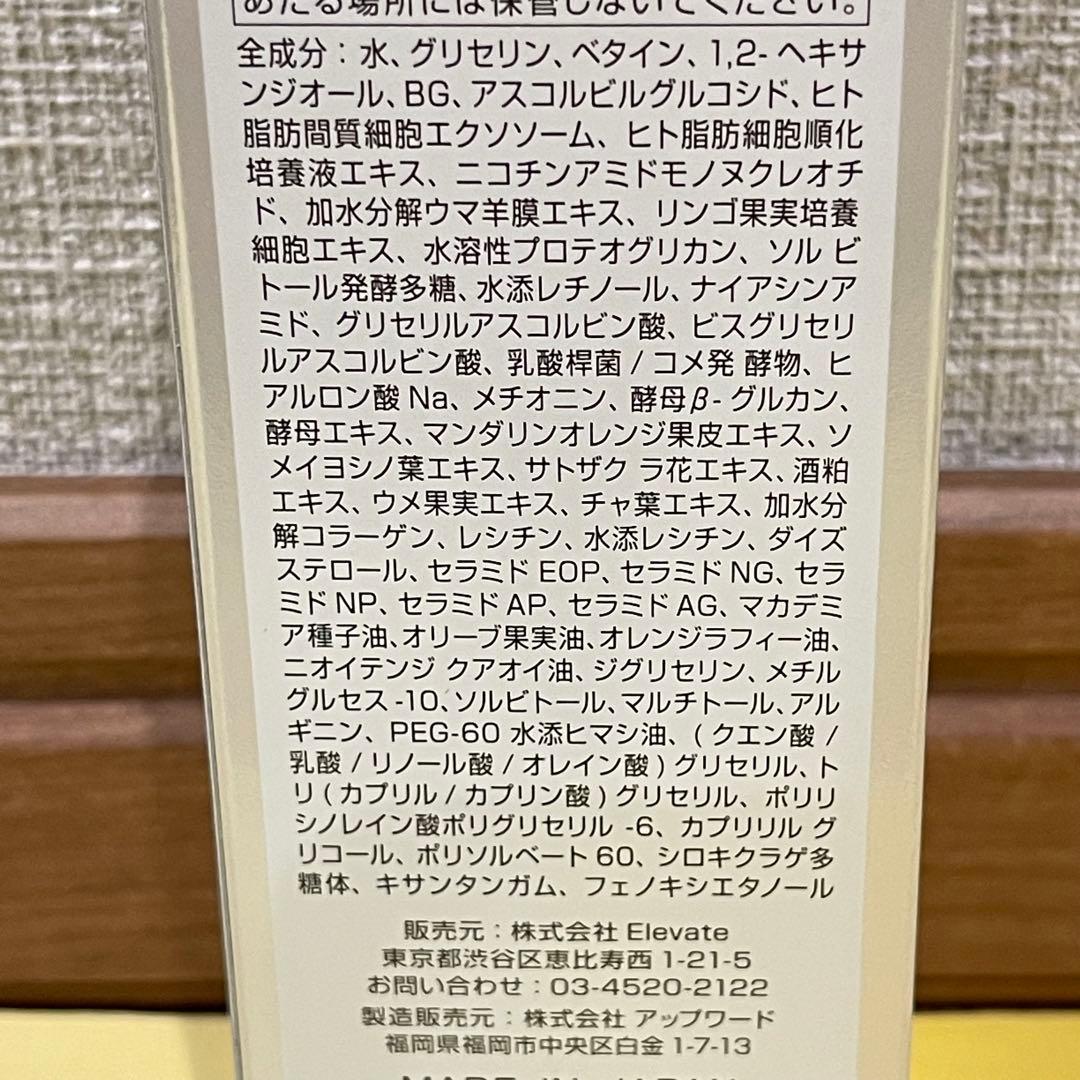 あたる場所には保管しないでください。
全成分：水、グリセリン、ベタイン、1,2-ヘキサ
ンジオール、BG、アスコルビルグルコシド、ヒト
脂肪間質細胞エクソソーム、ヒト脂肪細胞順化
培養液エキス、ニコチンアミドモノヌクレオチ
ド、加水分解ウマ羊膜エキス、リンゴ果実培養
細胞エキス、水溶性プロテオグリカン、ソルビ
トール発酵多糖、水添レチノール、ナイアシンア
ミド、グリセリルアスコルビン酸、ビスグリセリ
ルアスコルビン酸、乳酸桿菌/コメ発酵物、ヒ
アルロン酸Na、メチオニン、酵母β-グルカン、
酵母エキス、マンダリンオレンジ果皮エキス、ソ
メイヨシノ葉エキス、サトザクラ花エキス、酒粕
エキス、ウメ果実エキス、チャ葉エキス、加水分
解コラーゲン、レシチン、水添レシチン、ダイズ
ステロール、セラミドEOP、セラミドNG、セラ
ミドNP、セラミドAP、セラミドAG、マカデミ
ア種子油、オリーブ果実油、オレンジラフィー油、
ニオイテンジクアオイ油、ジグリセリン、メチル
グルセス-10、ソルビトール、マルチトール、アル
ギニン、PEG-60水添ヒマシ油、(クエン酸/
乳酸/リノール酸/オレイン酸)グリセリル、ト
リ(カプリル/カプリン酸)グリセリル、ポリリ
シノレイン酸ポリグリセリル-6、カプリリルグ
リコール、ポリソルベート60、シロキクラゲ多
糖体、キサンタンガム、フェノキシエタノール
販売元：株式会社Elevate
東京都渋谷区恵比寿西1-21-5
お問い合わせ：03-4520-2122
製造販売元：株式会社アップワード
福岡県福岡市中央区白金1-7-13
MADE IN JAPAN